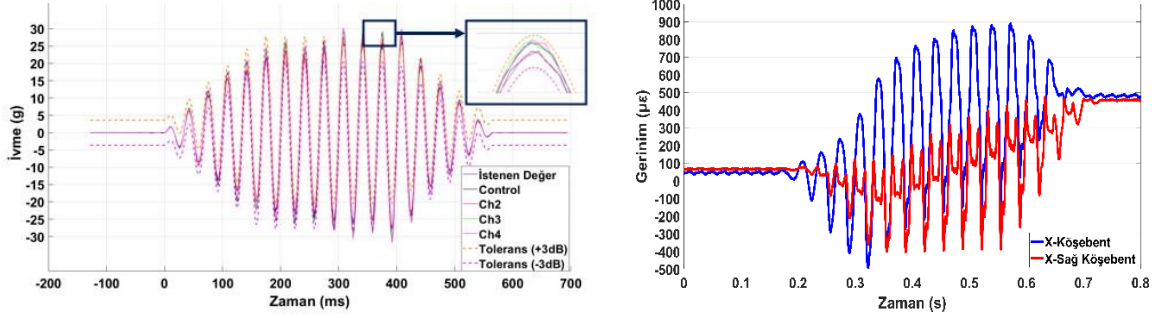 İvme (g)
30
25
20
15
10
5
0
-5
-10
-15
-20
-25
-30
-200 -100 0 100 200 300 400 500 600 700
Zaman (ms)
İstenen Değer
Control
Ch2
Ch3
Ch4
Tolerans (+3dB)
Tolerans (-3dB)
Gerinim (µε)
1000
900
800
700
600
500
400
300
200
100
0
-100
-200
-300
-400
-500
0 0.1 0.2 0.3 0.4 0.5 0.6 0.7 0.8
Zaman (s)
X-Köşebent
X-Sağ Köşebent